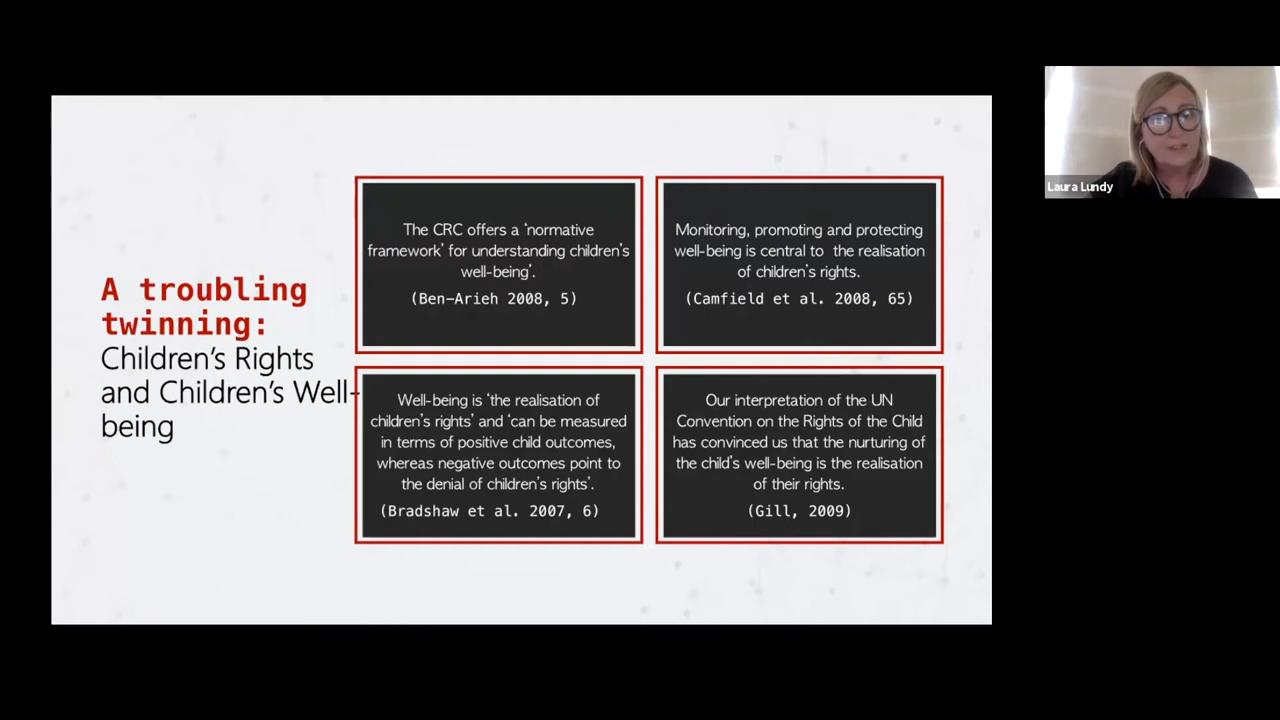 A troubling
twinning:
Children's Rights
and Children's Well-
being
The CRC offers a ‘normative
framework’ for understanding children's
well-being’.
(Ben-Arieh 2008, 5)
Monitoring, promoting and protecting
well-being is central to the realisation
of children's rights.
(Camfield et al. 2008, 65)
Well-being is ‘the realisation of
children's rights’ and ‘can be measured
in terms of positive child outcomes,
whereas negative outcomes point to
the denial of children's rights’.
(Bradshaw et al. 2007, 6)
Our interpretation of the UN
Convention on the Rights of the Child
has convinced us that the nurturing of
the child's well-being is the realisation
of their rights.
(Gill, 2009)
Laura Lundy